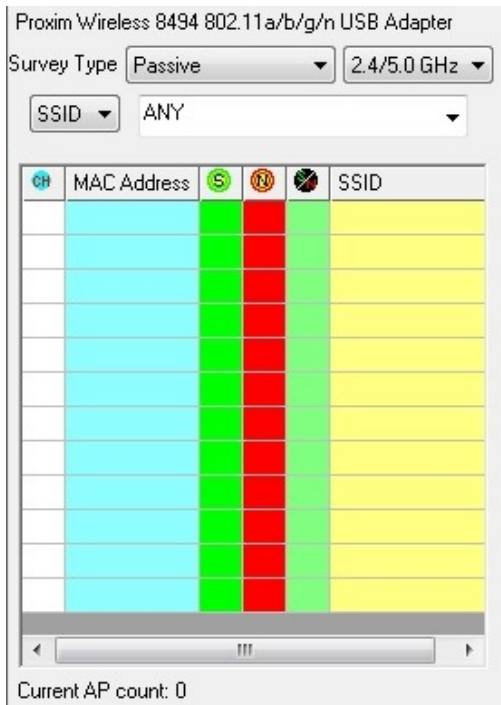 Proxim Wireless 8494 802.11a/b/g/n USB Adapter
Survey Type Passive 2.4/5.0 GHz
SSID ANY
CH MAC Address S N SSID
Current AP count: 0